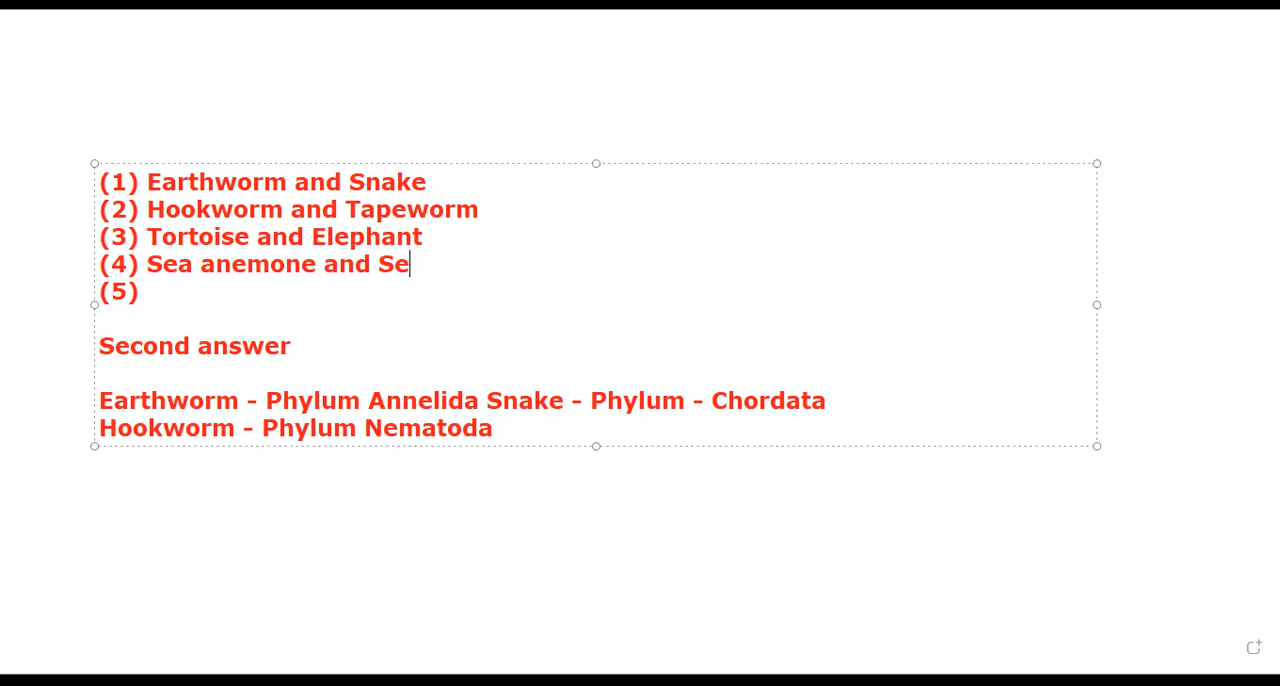 (1) Earthworm and Snake
(2) Hookworm and Tapeworm
(3) Tortoise and Elephant
(4) Sea anemone and Se
(5)
Second answer
Earthworm - Phylum Annelida Snake - Phylum - Chordata
Hookworm - Phylum Nematoda